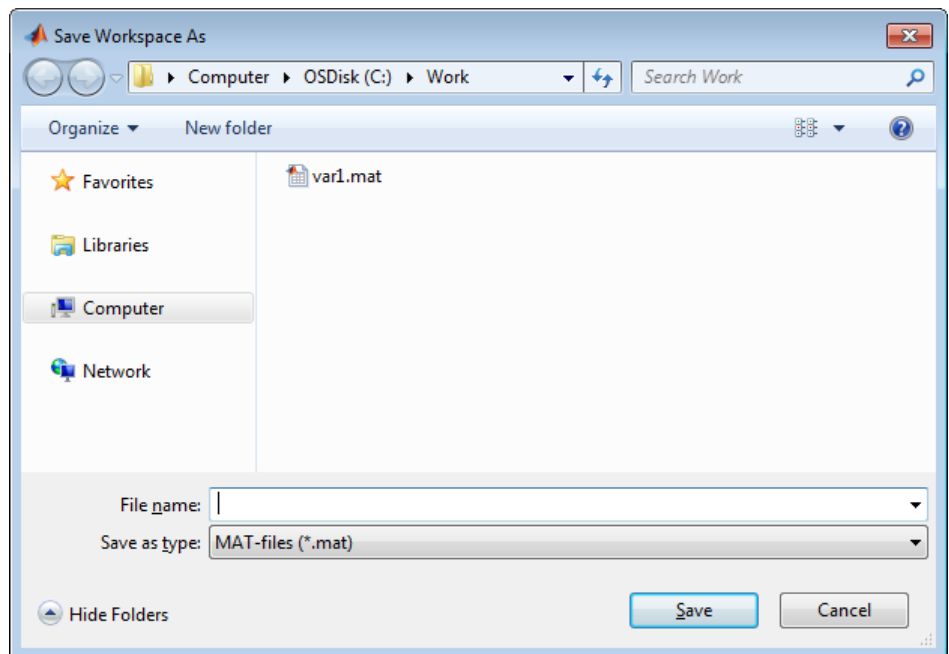 Save Workspace As
Computer OSDisk (C:) Work Search Work
Organize New folder
Favorites
var1.mat
Libraries
Computer
Network
File name:
Save as type: MAT-files (*.mat)
Hide Folders Save Cancel